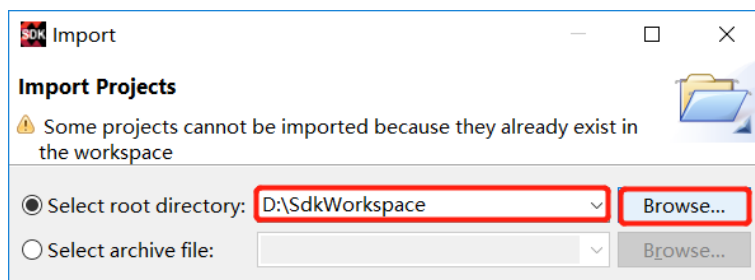 SDK Import
Import Projects
Some projects cannot be imported because they already exist in
the workspace
Select root directory: D:\SdkWorkspace Browse...
Select archive file: Browse...